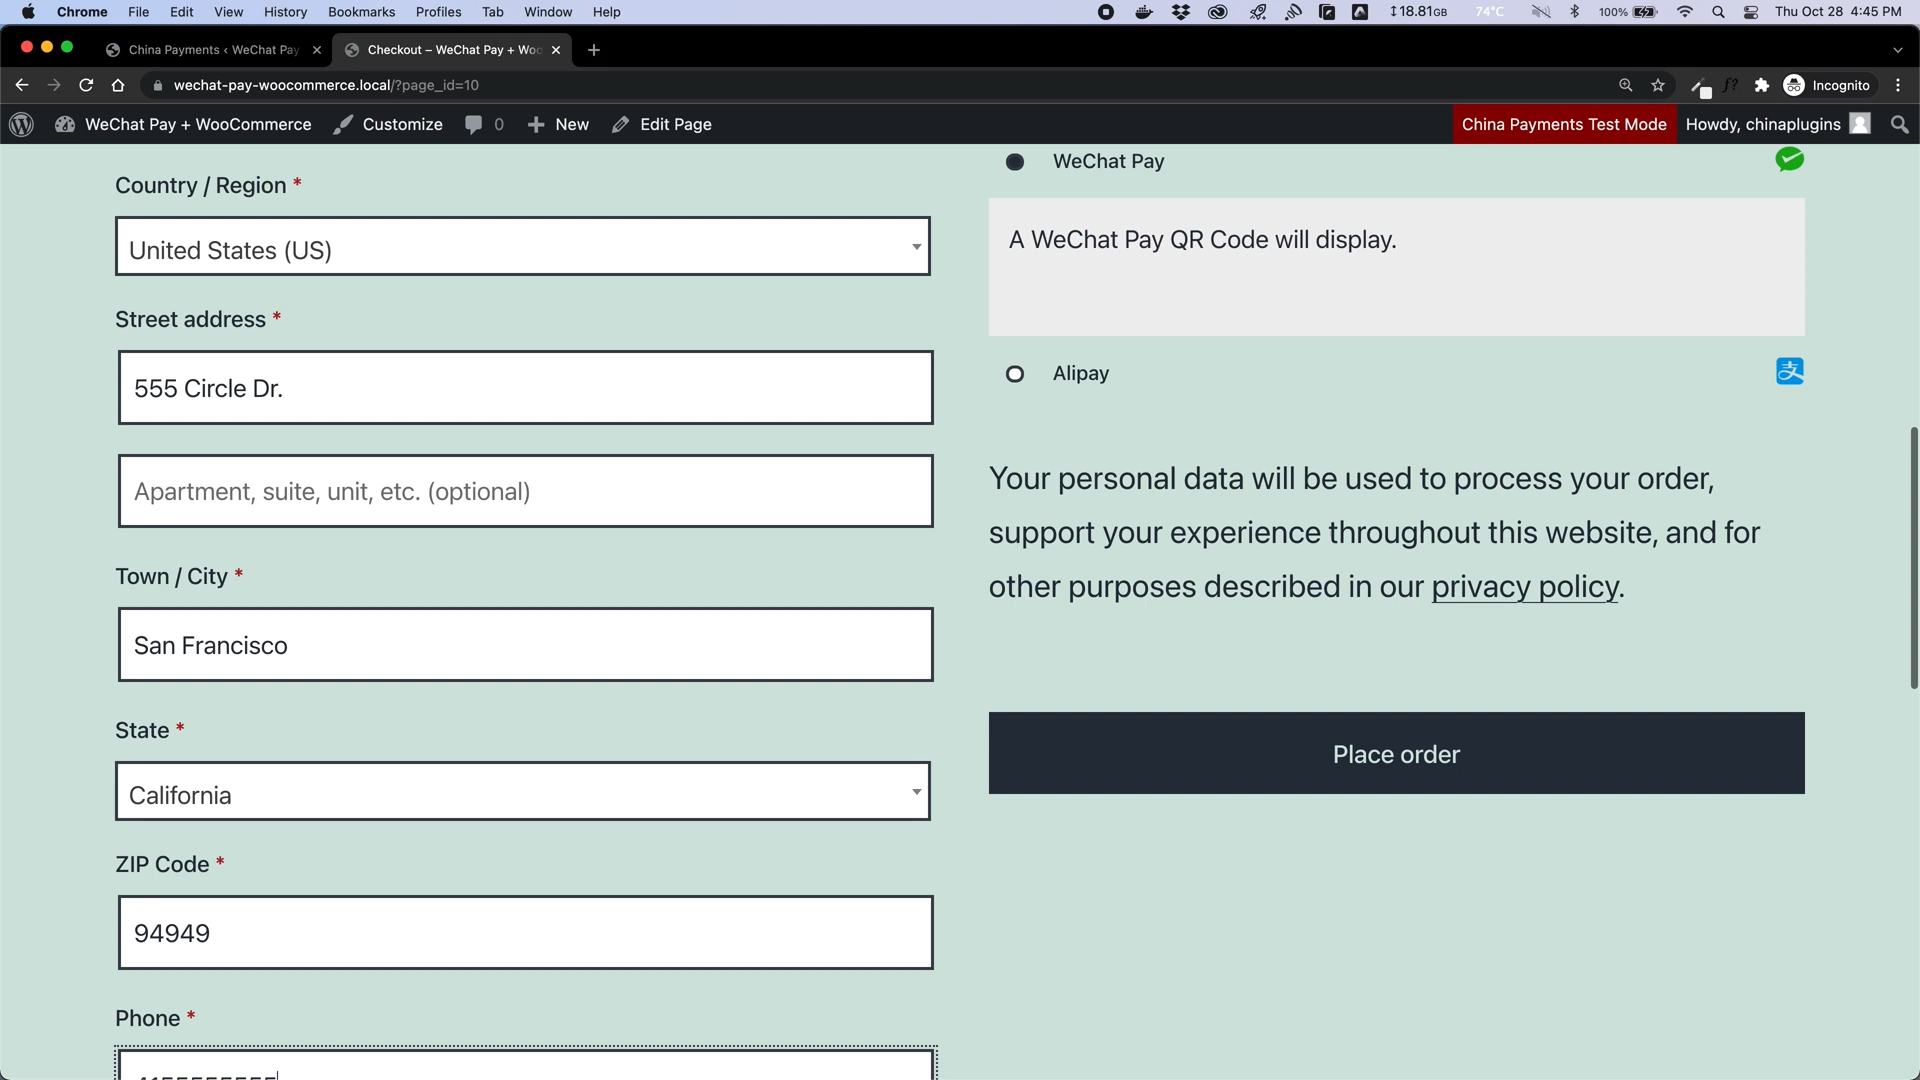 Chrome File Edit View History Bookmarks Profiles Tab Window Help 18.81GB 74°C 100% Thu Oct 28 4:45 PM
China Payments ‹ WeChat Pay Checkout – WeChat Pay + Woo
wechat-pay-woocommerce.local/?page_id=10 f? Incognito
WeChat Pay + WooCommerce Customize 0 New Edit Page China Payments Test Mode Howdy, chinaplugins
Country / Region *
United States (US)
Street address *
555 Circle Dr.
Apartment, suite, unit, etc. (optional)
Town / City *
San Francisco
State *
California
ZIP Code *
94949
Phone *
WeChat Pay
A WeChat Pay QR Code will display.
Alipay
支
Your personal data will be used to process your order,
support your experience throughout this website, and for
other purposes described in our privacy policy.
Place order